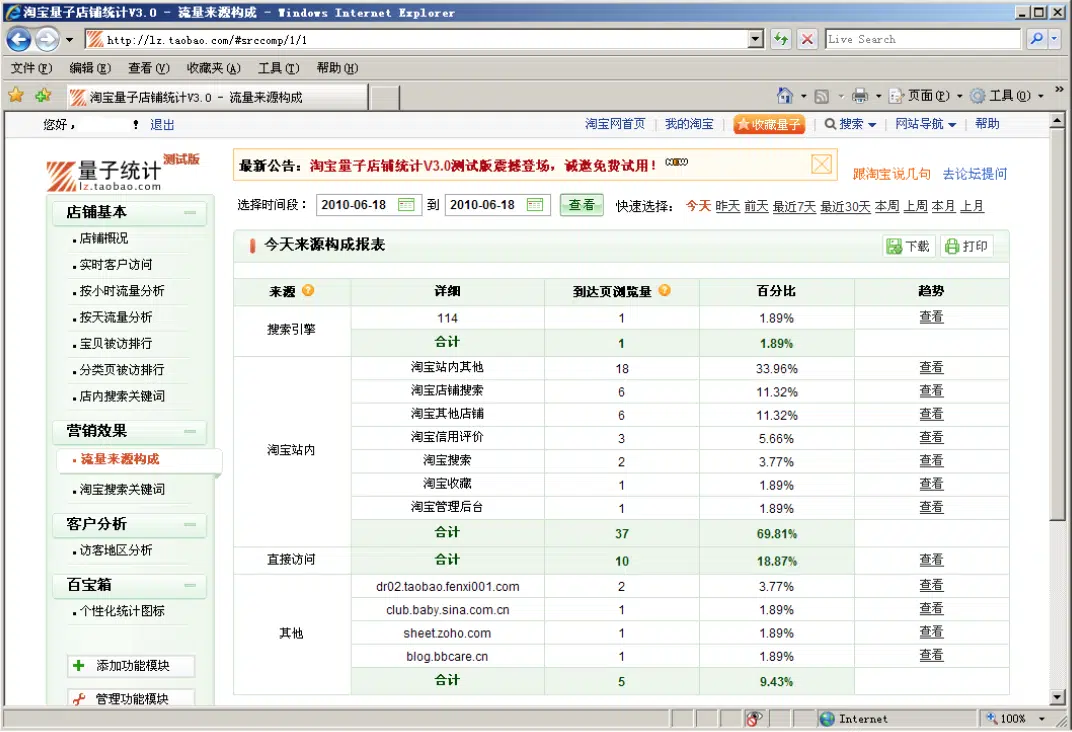 淘宝量子店铺统计V3.0 - 流量来源构成 - Windows Internet Explorer
http://lz.taobao.com/#srccomp/1/1
Live Search
文件(F) 编辑(E) 查看(V) 收藏夹(A) 工具(T) 帮助(H)
淘宝量子店铺统计V3.0 - 流量来源构成
页面(P) 工具(O) »
您好， ！ 退出
淘宝网首页 | 我的淘宝 | 收藏量子 | 搜索 | 网站导航 | 帮助
量子统计 测试版
lz.taobao.com
最新公告：淘宝量子店铺统计V3.0测试版震撼登场，诚邀免费试用！
跟淘宝说几句 去论坛提问
选择时间段： 2010-06-18 到 2010-06-18 查看 快速选择： 今天 昨天 前天 最近7天 最近30天 本周 上周 本月 上月
店铺基本
店铺概况
实时客户访问
按小时流量分析
按天流量分析
宝贝被访排行
分类页被访排行
店内搜索关键词
营销效果
流量来源构成
淘宝搜索关键词
客户分析
访客地区分析
百宝箱
个性化统计图标
添加功能模块
管理功能模块
今天来源构成报表 下载 打印
来源 详细 到达页浏览量 百分比 趋势
搜索引擎
114 1 1.89% 查看
合计 1 1.89%
淘宝站内
淘宝站内其他 18 33.96% 查看
淘宝店铺搜索 6 11.32% 查看
淘宝其他店铺 6 11.32% 查看
淘宝信用评价 3 5.66% 查看
淘宝搜索 2 3.77% 查看
淘宝收藏 1 1.89% 查看
淘宝管理后台 1 1.89% 查看
合计 37 69.81%
直接访问 合计 10 18.87% 查看
其他
dr02.taobao.fenxi001.com 2 3.77% 查看
club.baby.sina.com.cn 1 1.89% 查看
sheet.zoho.com 1 1.89% 查看
blog.bbcare.cn 1 1.89% 查看
合计 5 9.43%
Internet 100%